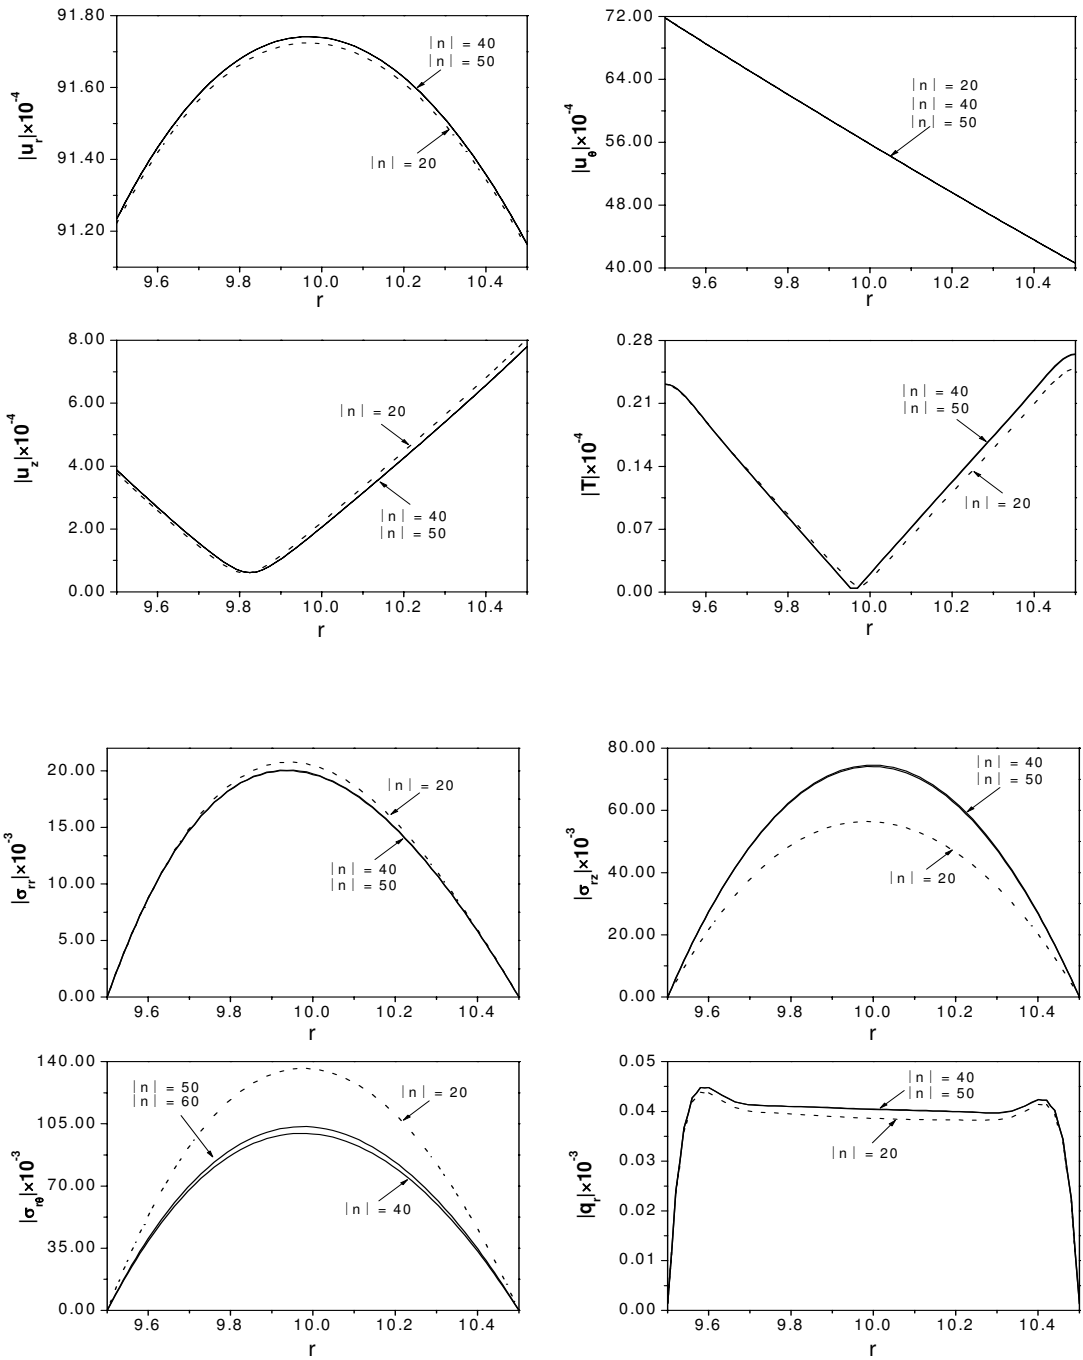 91.80
91.60
91.40
91.20
|u_r|×10⁻⁴
|n| = 40
|n| = 50
|n| = 20
9.6 9.8 10.0 10.2 10.4
r
72.00
64.00
56.00
48.00
40.00
|u_θ|×10⁻⁴
|n| = 20
|n| = 40
|n| = 50
9.6 9.8 10.0 10.2 10.4
r
8.00
6.00
4.00
2.00
0.00
|u_z|×10⁻⁴
|n| = 20
|n| = 40
|n| = 50
9.6 9.8 10.0 10.2 10.4
r
0.28
0.21
0.14
0.07
0.00
|T|×10⁻⁴
|n| = 40
|n| = 50
|n| = 20
9.6 9.8 10.0 10.2 10.4
r
20.00
15.00
10.00
5.00
0.00
|σ_rr|×10⁻³
|n| = 20
|n| = 40
|n| = 50
9.6 9.8 10.0 10.2 10.4
r
80.00
60.00
40.00
20.00
0.00
|σ_rz|×10⁻³
|n| = 40
|n| = 50
|n| = 20
9.6 9.8 10.0 10.2 10.4
r
140.00
105.00
70.00
35.00
0.00
|σ_rθ|×10⁻³
|n| = 50
|n| = 60
|n| = 20
|n| = 40
9.6 9.8 10.0 10.2 10.4
r
0.05
0.04
0.03
0.02
0.01
0.00
|q_r|×10⁻³
|n| = 40
|n| = 50
|n| = 20
9.6 9.8 10.0 10.2 10.4
r